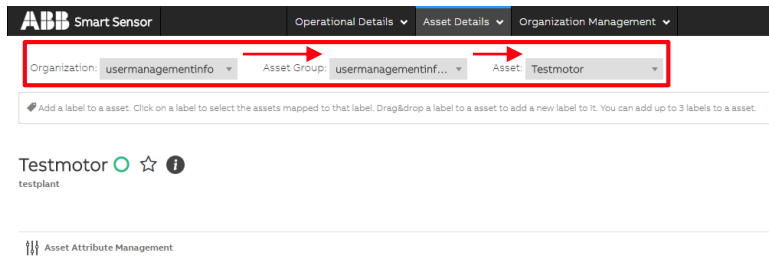 ABB Smart Sensor Operational Details Asset Details Organization Management
Organization: usermanagementinfo Asset Group: usermanagementinf... Asset: Testmotor
Add a label to a asset. Click on a label to select the assets mapped to that label. Drag&drop a label to a asset to add a new label to it. You can add up to 3 labels to a asset.
Testmotor
testplant
Asset Attribute Management